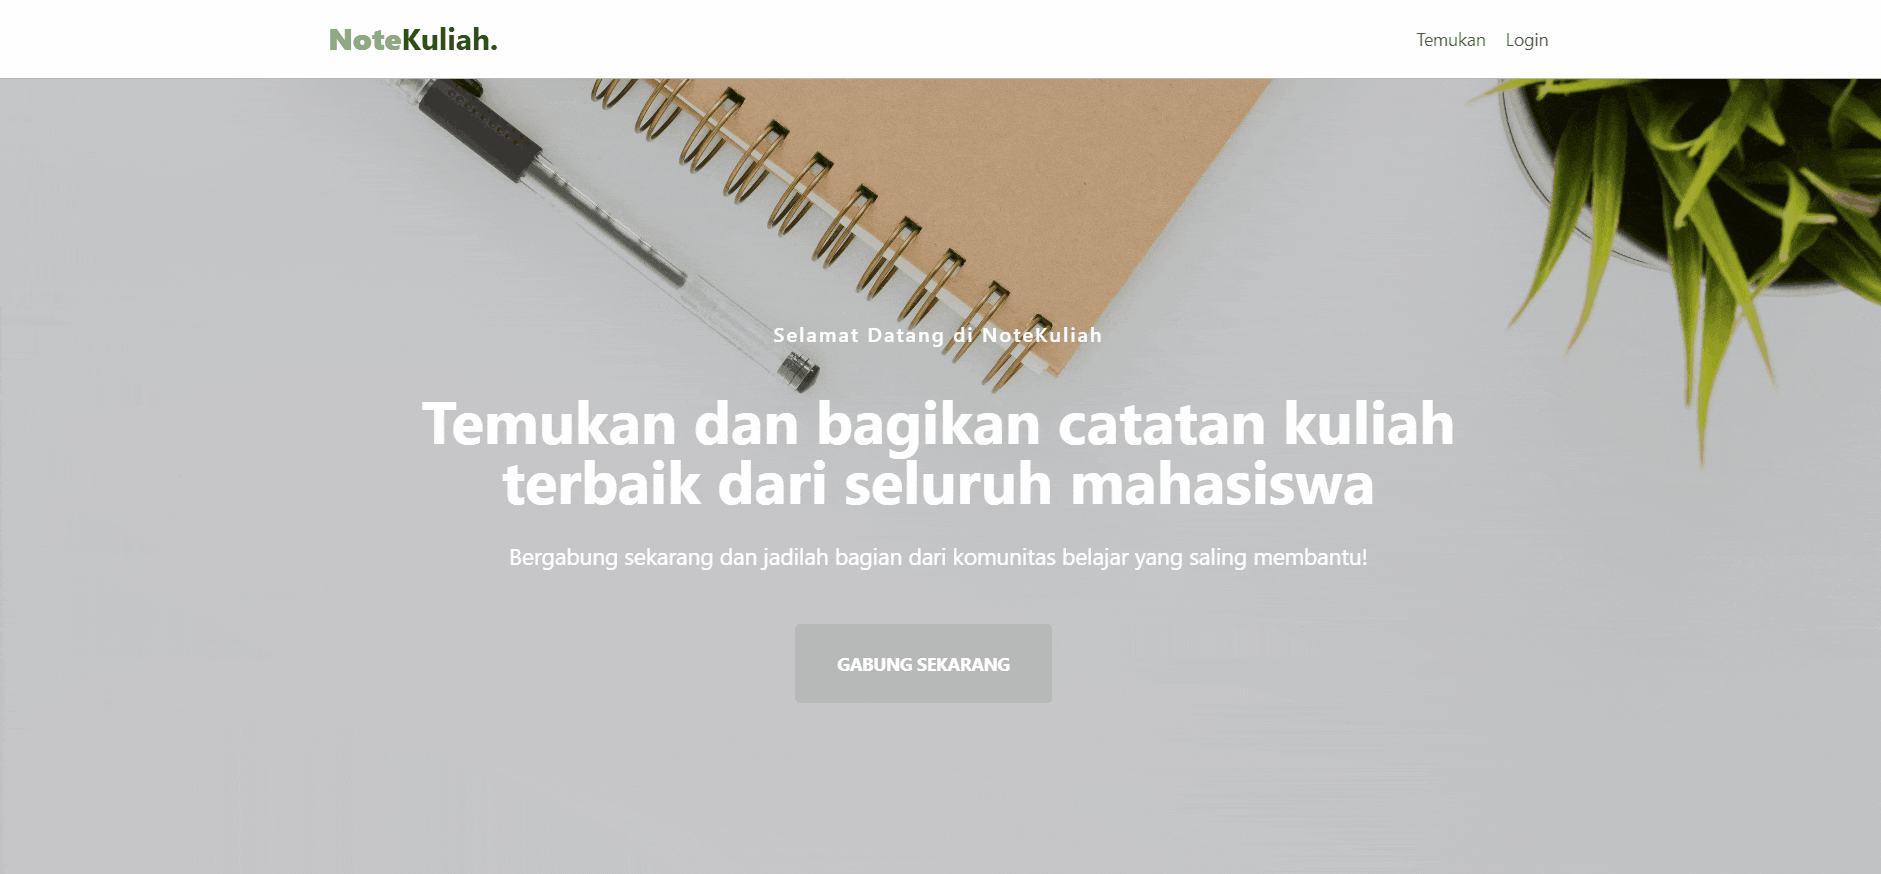 NoteKuliah.
Temukan Login
Selamat Datang di NoteKuliah
Temukan dan bagikan catatan kuliah
terbaik dari seluruh mahasiswa
Bergabung sekarang dan jadilah bagian dari komunitas belajar yang saling membantu!
GABUNG SEKARANG